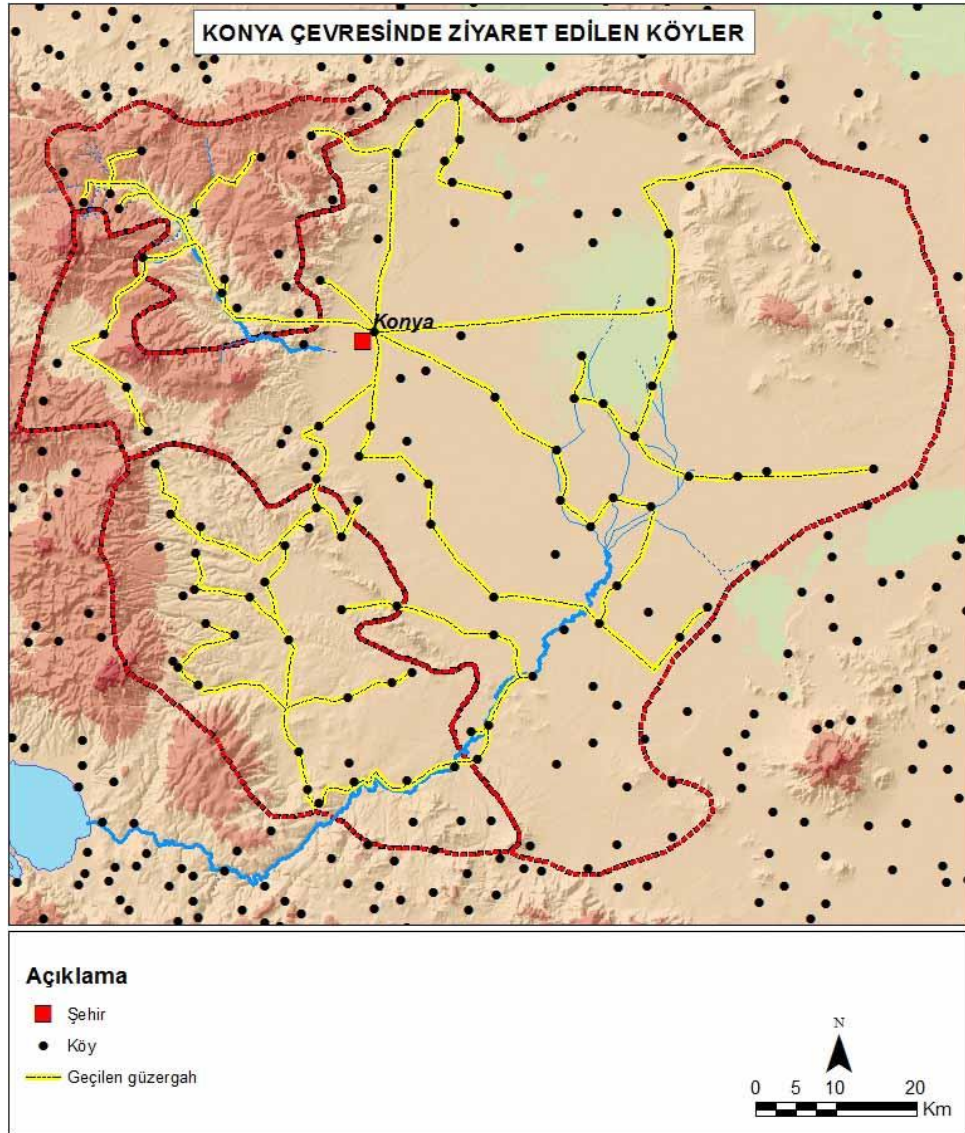 KONYA ÇEVRESİNDE ZİYARET EDİLEN KÖYLER
Konya
Açıklama
Şehir
Köy
Geçilen güzergah
N
0 5 10 20
Km